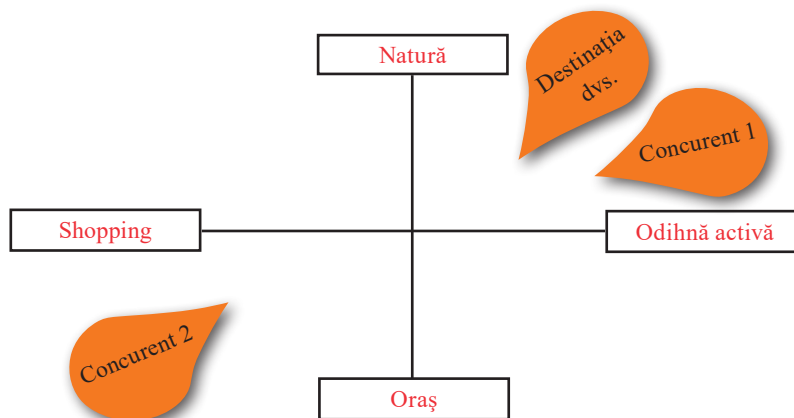 Natură
Destinaţia
dvs.
Concurent 1
Shopping
Odihnă activă
Concurent 2
Oraş